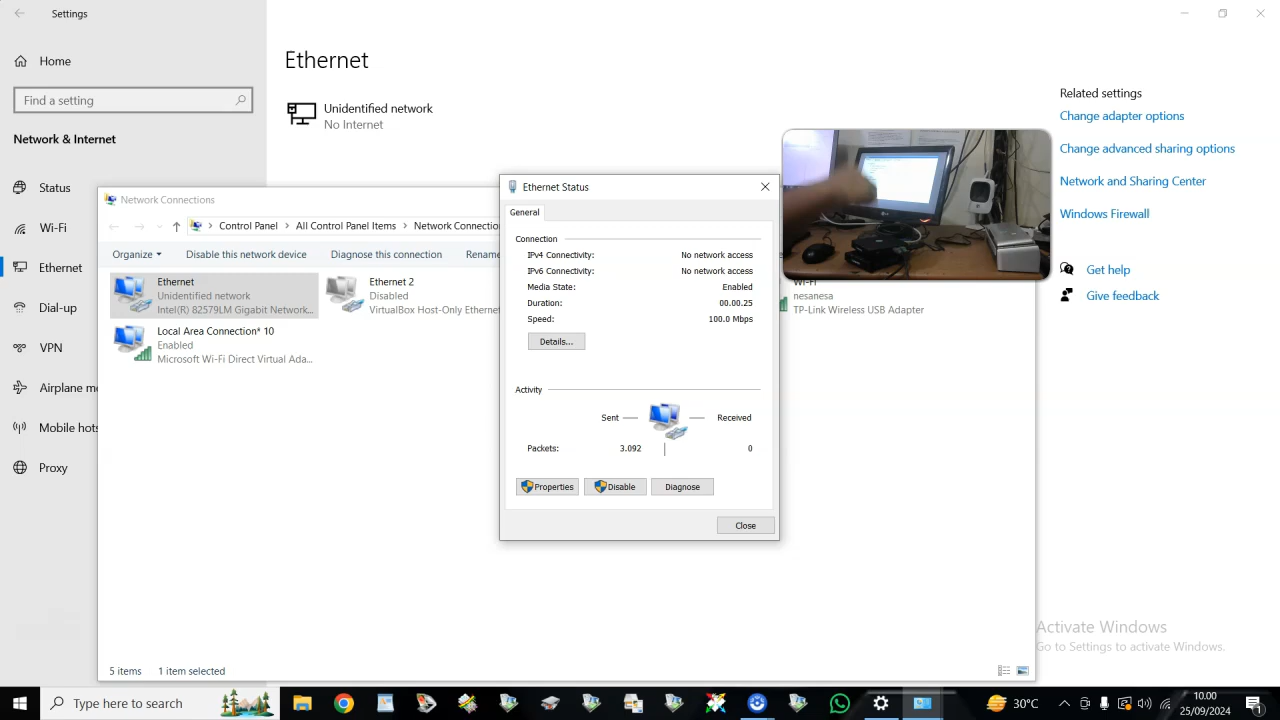 Settings
Home
Find a setting
Network & Internet
Status
Wi-Fi
Ethernet
Dial-up
VPN
Airplane mo
Mobile hots
Proxy
Ethernet
Unidentified network
No Internet
Related settings
Change adapter options
Change advanced sharing options
Network and Sharing Center
Windows Firewall
Get help
Give feedback
Network Connections
Control Panel
All Control Panel Items
Network Connectio
Organize
Disable this network device
Diagnose this connection
Rename
Ethernet
Unidentified network
Intel(R) 82579LM Gigabit Network...
Ethernet 2
Disabled
VirtualBox Host-Only Ethernet
Wi-Fi
nesanesa
TP-Link Wireless USB Adapter
Local Area Connection* 10
Enabled
Microsoft Wi-Fi Direct Virtual Ada...
5 items 1 item selected
Ethernet Status
General
Connection
IPv4 Connectivity: No network access
IPv6 Connectivity: No network access
Media State: Enabled
Duration: 00.00.25
Speed: 100.0 Mbps
Details...
Activity
Sent Received
Packets: 3.092 0
Properties
Disable
Diagnose
Close
Activate Windows
Go to Settings to activate Windows.
Type here to search
30°C
10.00
25/09/2024
1